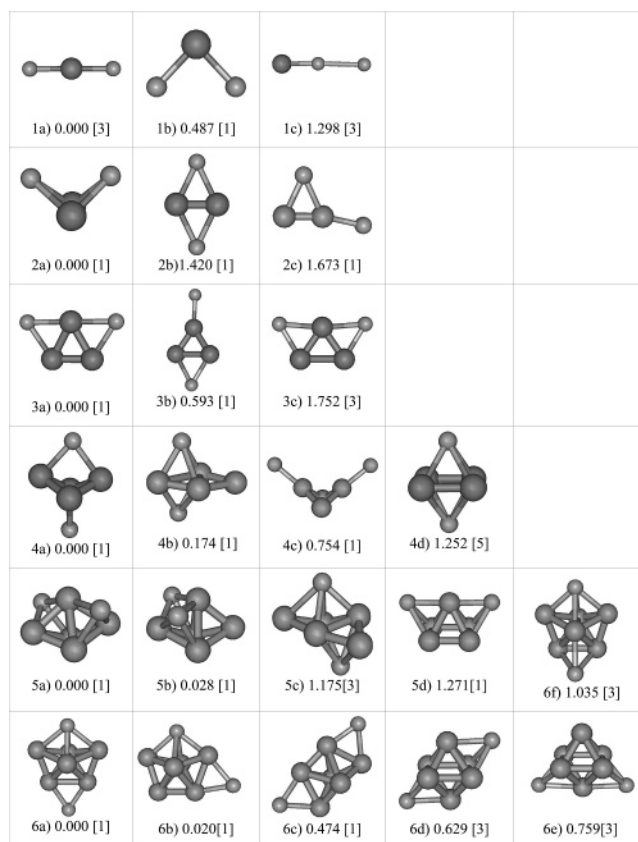 1a) 0.000 [3]
1b) 0.487 [1]
1c) 1.298 [3]
2a) 0.000 [1]
2b)1.420 [1]
2c) 1.673 [1]
3a) 0.000 [1]
3b) 0.593 [1]
3c) 1.752 [3]
4a) 0.000 [1]
4b) 0.174 [1]
4c) 0.754 [1]
4d) 1.252 [5]
5a) 0.000 [1]
5b) 0.028 [1]
5c) 1.175[3]
5d) 1.271[1]
6f) 1.035 [3]
6a) 0.000 [1]
6b) 0.020[1]
6c) 0.474 [1]
6d) 0.629 [3]
6e) 0.759[3]